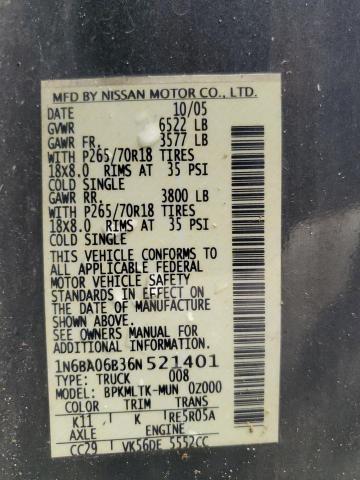 MFD BY NISSAN MOTOR CO., LTD.
DATE 10/05
GVWR 6522 LB
GAWR FR. 3577 LB
WITH P265/70R18 TIRES
18x8.0 RIMS AT 35 PSI
COLD SINGLE
GAWR RR. 3800 LB
WITH P265/70R18 TIRES
18x8.0 RIMS AT 35 PSI
COLD SINGLE
THIS VEHICLE CONFORMS TO
ALL APPLICABLE FEDERAL
MOTOR VEHICLE SAFETY
STANDARDS IN EFFECT ON
THE DATE OF MANUFACTURE
SHOWN ABOVE.
SEE OWNERS MANUAL FOR
ADDITIONAL INFORMATION.
1N6BA06B36N521401
TYPE: TRUCK 008
MODEL: BPKMLTK-MUN 0Z000
COLOR TRIM TRANS
K11 K RE5R05A
AXLE ENGINE
CC29 VK56DE 5552CC